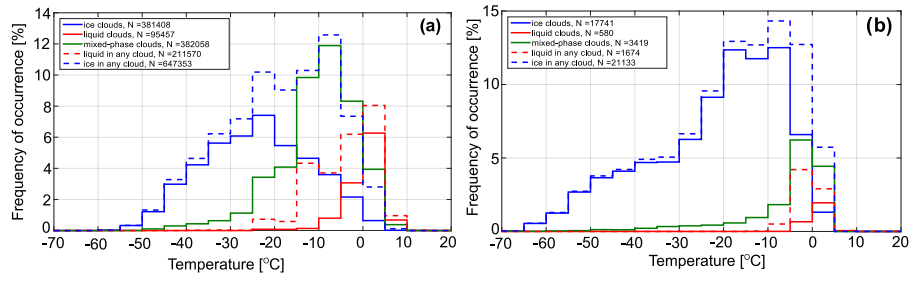 (a)
ice clouds, N =381408
liquid clouds, N =95457
mixed-phase clouds, N =382058
liquid in any cloud, N =211570
ice in any cloud, N =647353
Frequency of occurrence [%]
14
12
10
8
6
4
2
0
-70 -60 -50 -40 -30 -20 -10 0 10 20
Temperature [°C]
(b)
ice clouds, N =17741
liquid clouds, N =580
mixed-phase clouds, N =3419
liquid in any cloud, N =1674
ice in any cloud, N =21133
Frequency of occurrence [%]
15
10
5
0
-70 -60 -50 -40 -30 -20 -10 0 10 20
Temperature [°C]